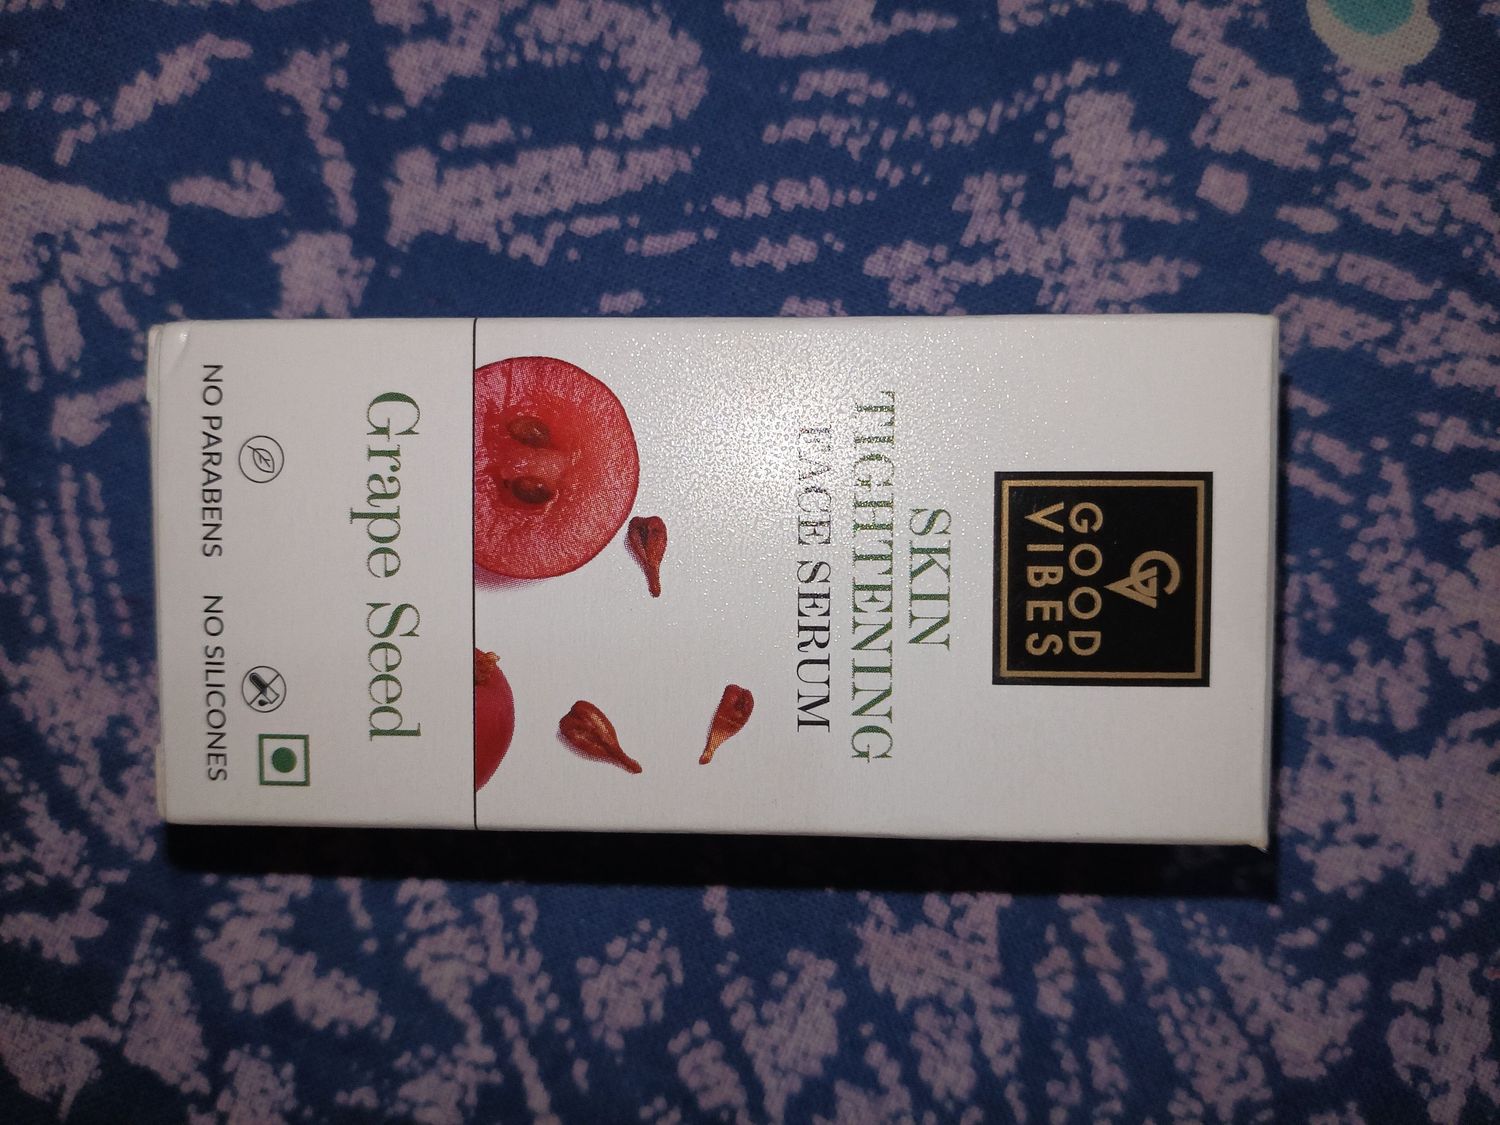 GOOD
VIBES
SKIN
TIGHTENING
FACE SERUM
Grape Seed
NO PARABENS NO SILICONES